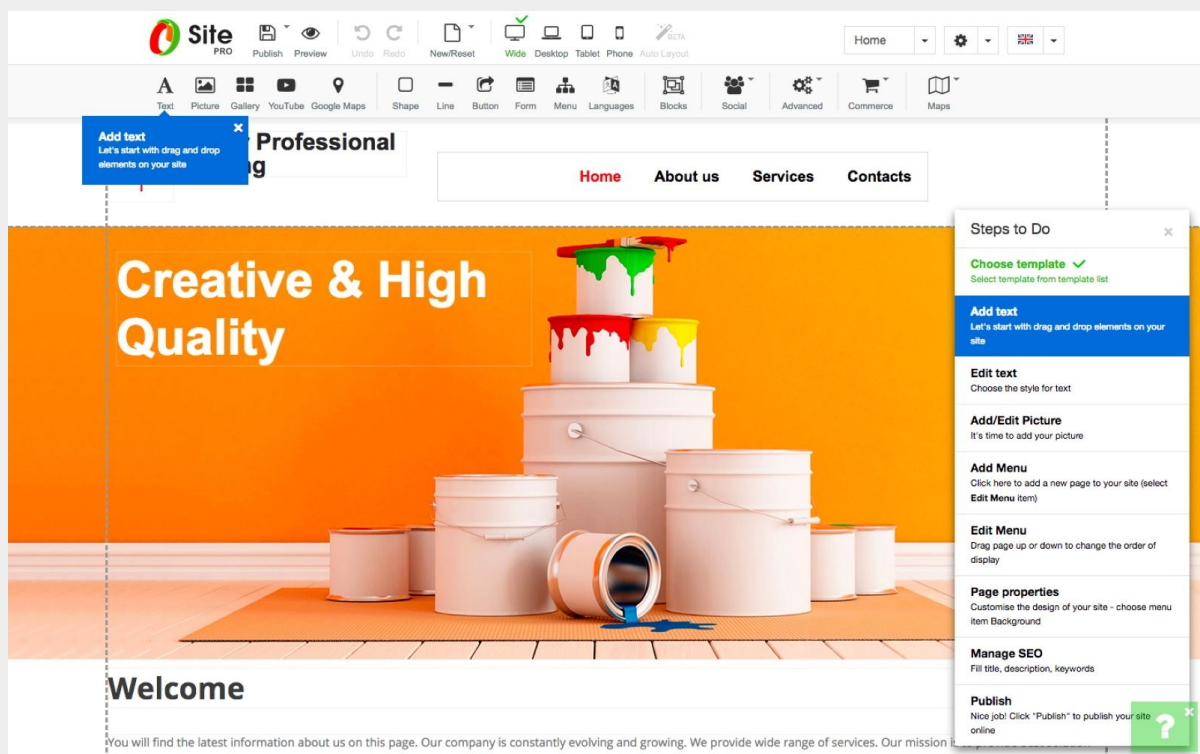 Site
PRO
Publish
Preview
Undo
Redo
New/Reset
Wide
Desktop
Tablet
Phone
BETA
Auto Layout
Home
Text
Picture
Gallery
YouTube
Google Maps
Shape
Line
Button
Form
Menu
Languages
Blocks
Social
Advanced
Commerce
Maps
Add text
Let's start with drag and drop
elements on your site
Professional
g
Home
About us
Services
Contacts
Creative & High
Quality
Steps to Do
Choose template
Select template from template list
Add text
Let's start with drag and drop elements on your
site
Edit text
Choose the style for text
Add/Edit Picture
It's time to add your picture
Add Menu
Click here to add a new page to your site (select
Edit Menu item)
Edit Menu
Drag page up or down to change the order of
display
Page properties
Customise the design of your site - choose menu
item Background
Manage SEO
Fill title, description, keywords
Publish
Nice job! Click "Publish" to publish your site
online
?
Welcome
You will find the latest information about us on this page. Our company is constantly evolving and growing. We provide wide range of services. Our mission